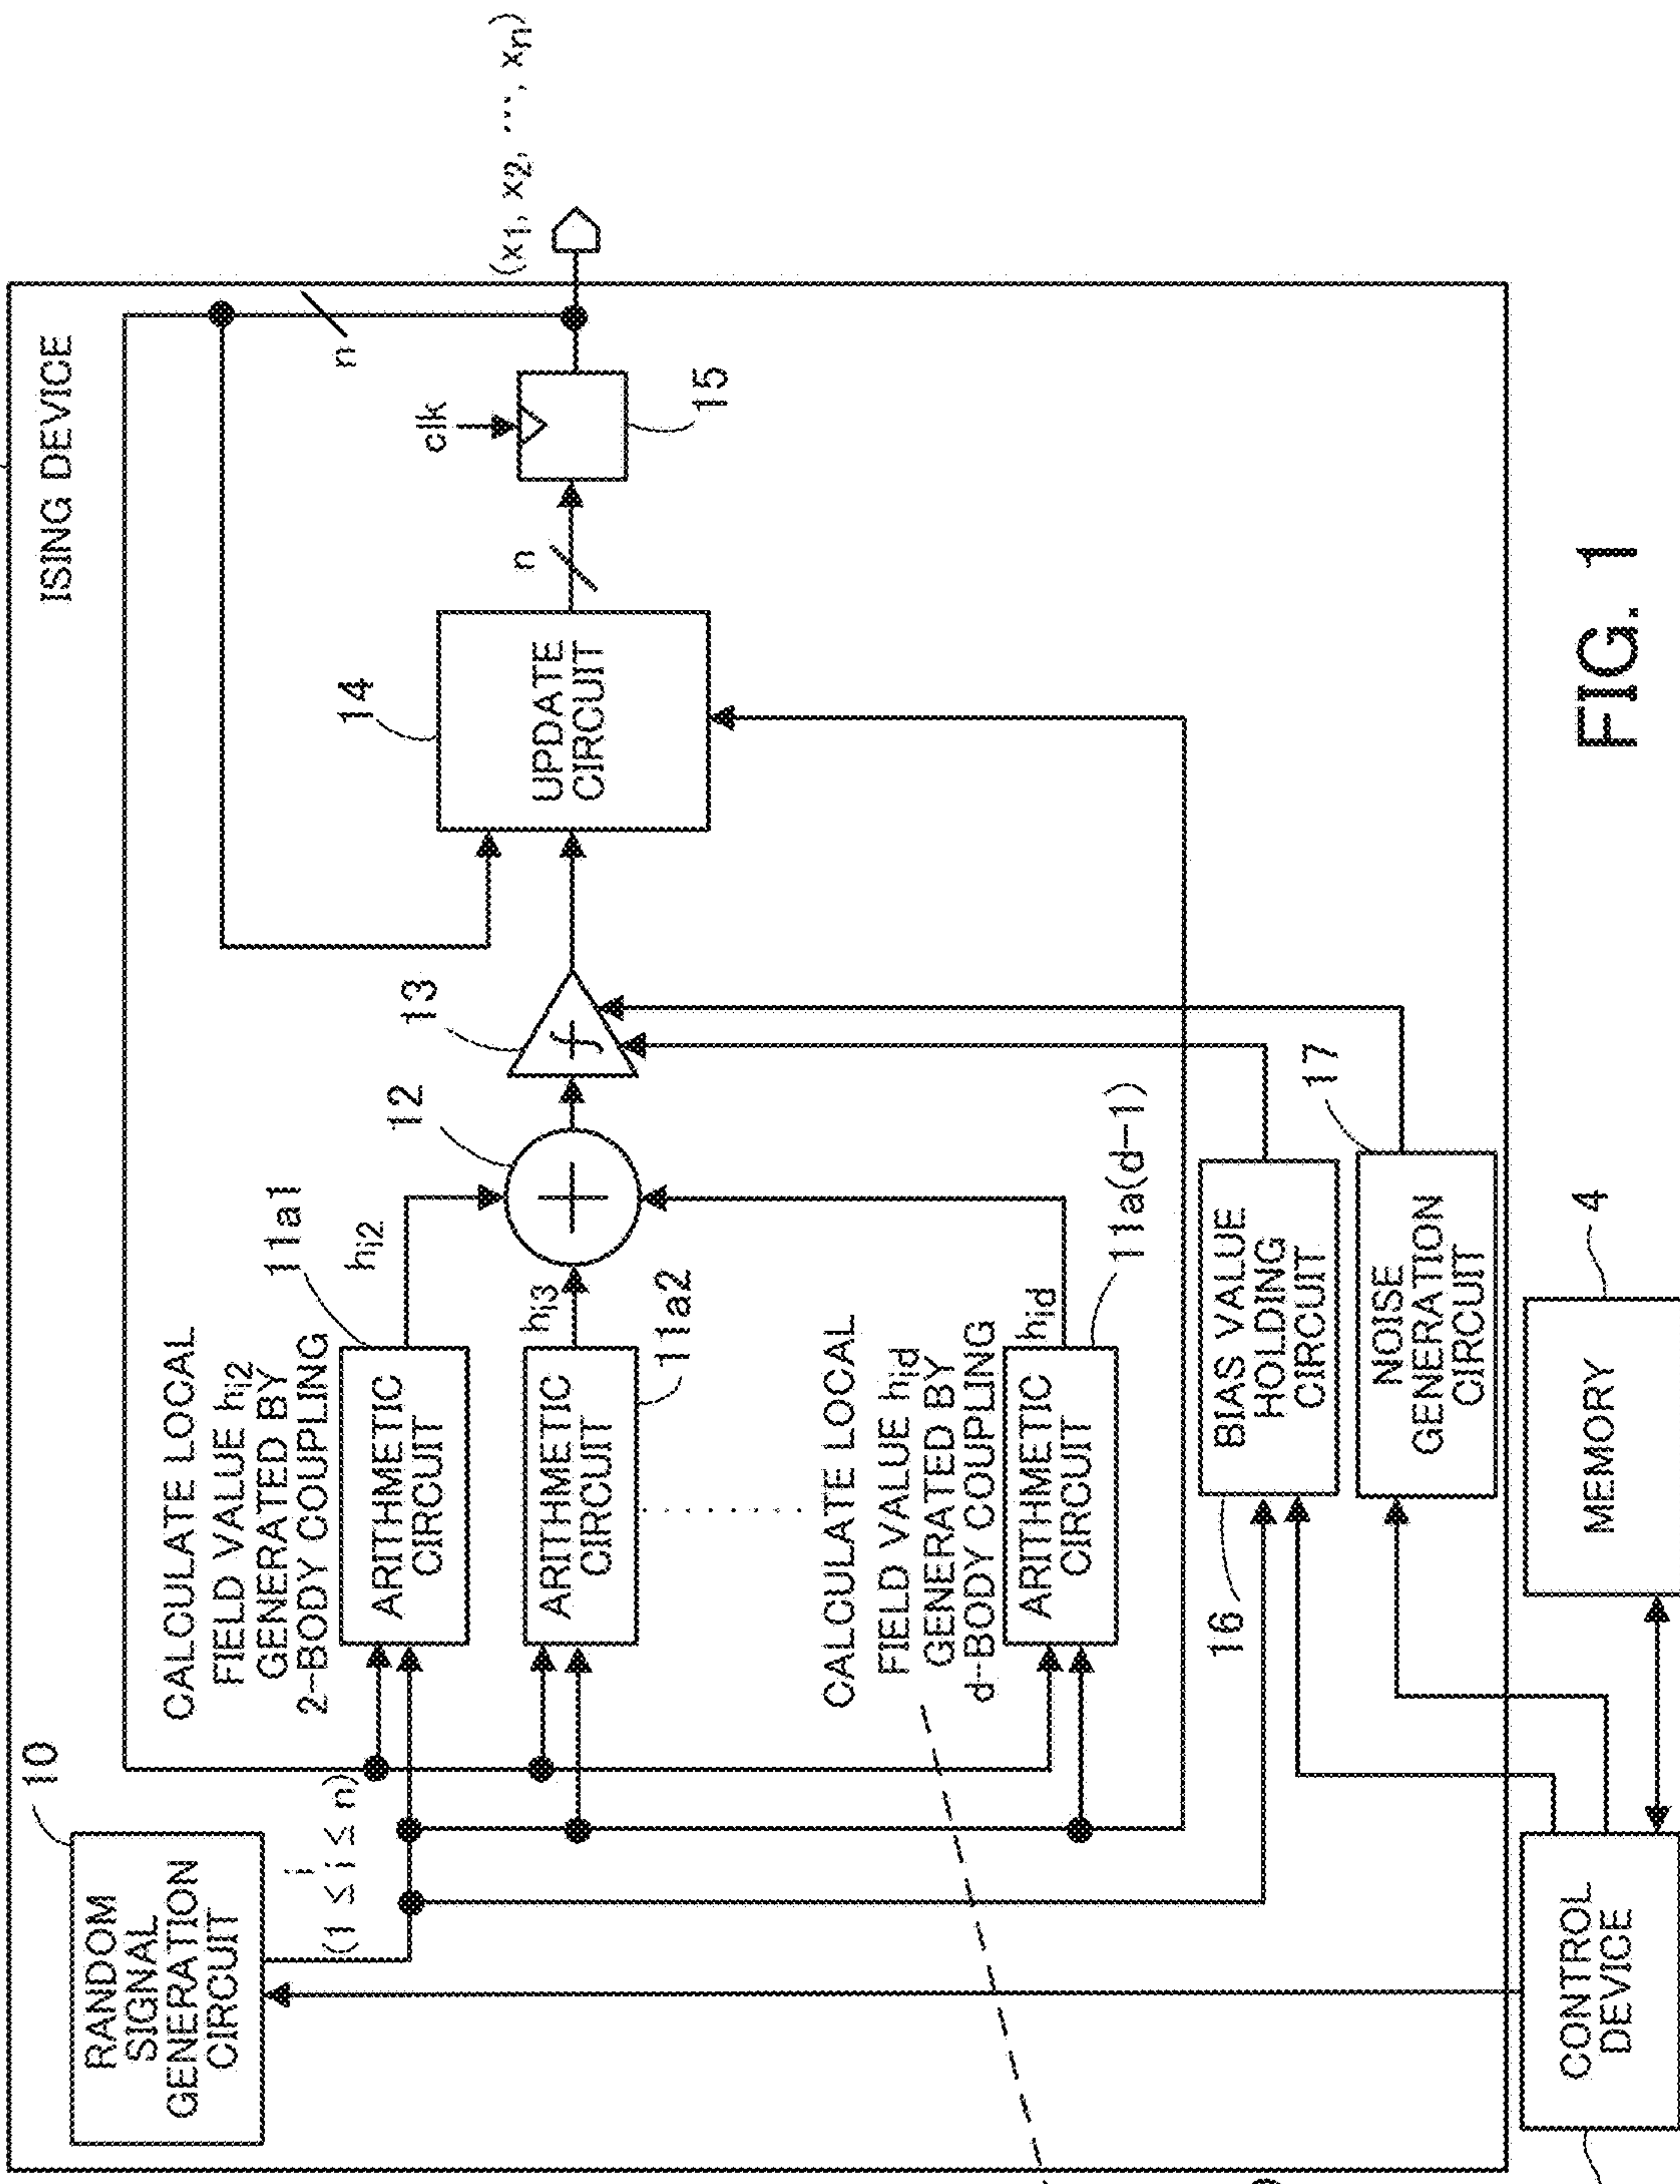 ISING DEVICE
10
RANDOM
SIGNAL
GENERATION
CIRCUIT
i
(1 ≤ i ≤ n)
CALCULATE LOCAL
FIELD VALUE hi2
GENERATED BY
2-BODY COUPLING
11a1
ARITHMETIC
CIRCUIT
hi2
ARITHMETIC
CIRCUIT
hi3
11a2
CALCULATE LOCAL
FIELD VALUE hid
GENERATED BY
d-BODY COUPLING
ARITHMETIC
CIRCUIT
hid
11a(d-1)
12
+
13
f
14
UPDATE
CIRCUIT
n
clk
15
n
(x1, x2, ..., xn)
16
BIAS VALUE
HOLDING
CIRCUIT
17
NOISE
GENERATION
CIRCUIT
CONTROL
DEVICE
MEMORY
4
FIG. 1